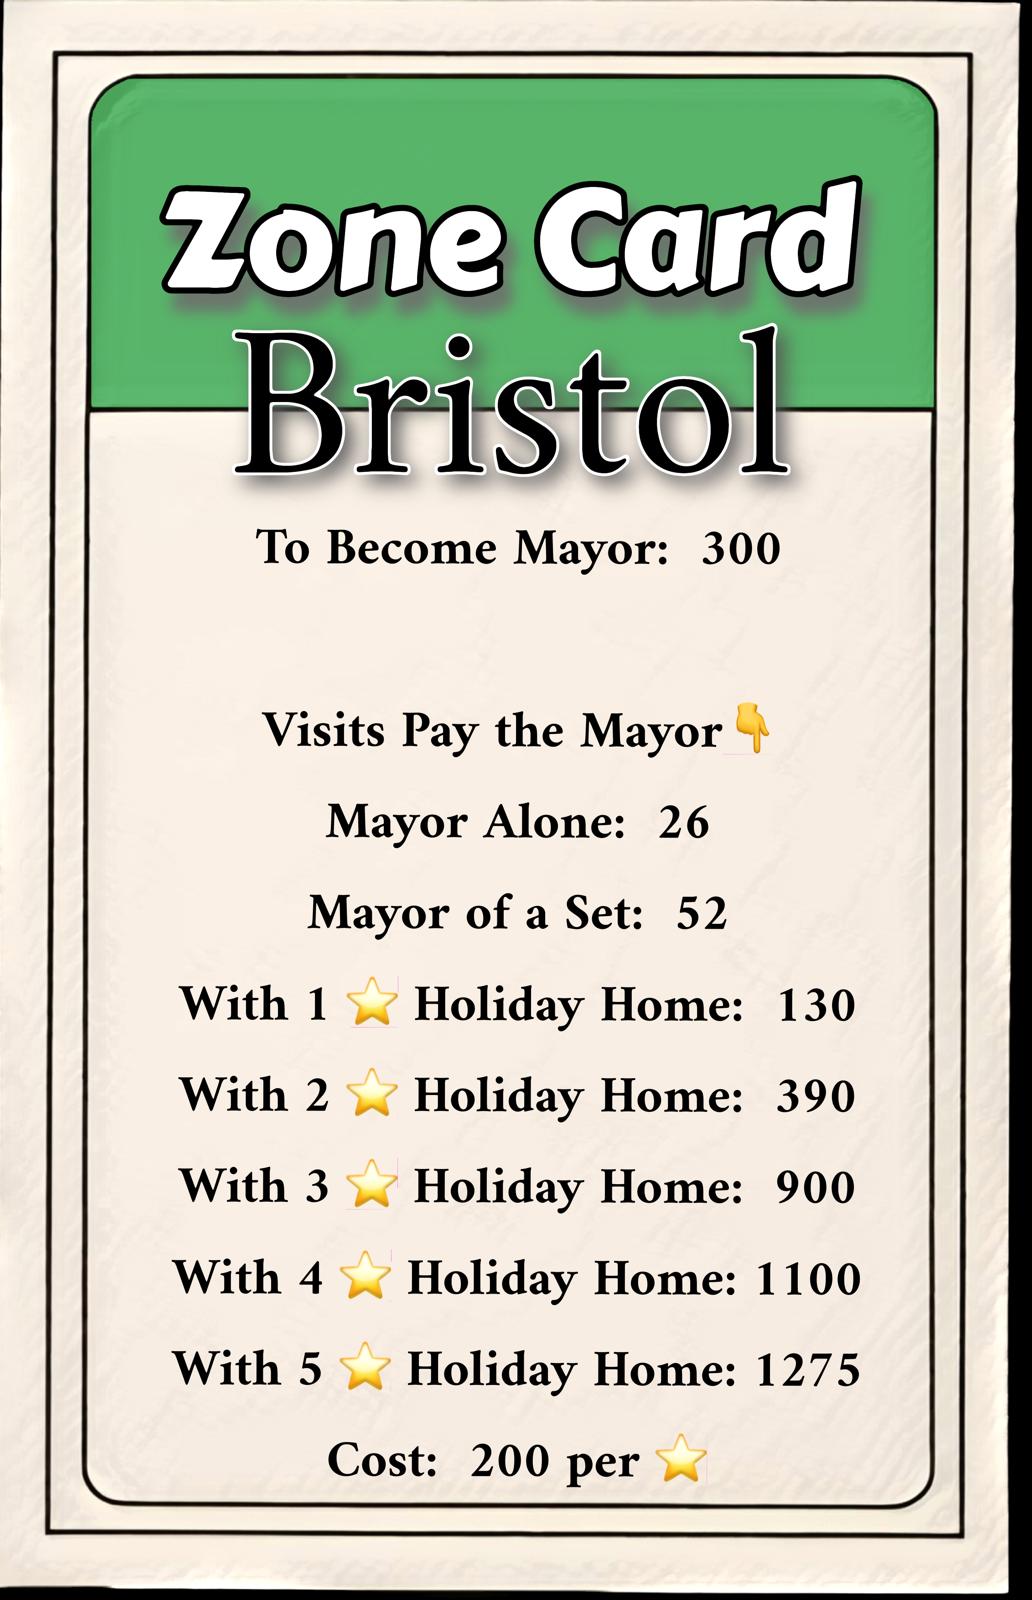 Zone Card
Bristol
To Become Mayor: 300
Visits Pay the Mayor👇
Mayor Alone: 26
Mayor of a Set: 52
With 1 ⭐ Holiday Home: 130
With 2 ⭐ Holiday Home: 390
With 3 ⭐ Holiday Home: 900
With 4 ⭐ Holiday Home: 1100
With 5 ⭐ Holiday Home: 1275
Cost: 200 per ⭐